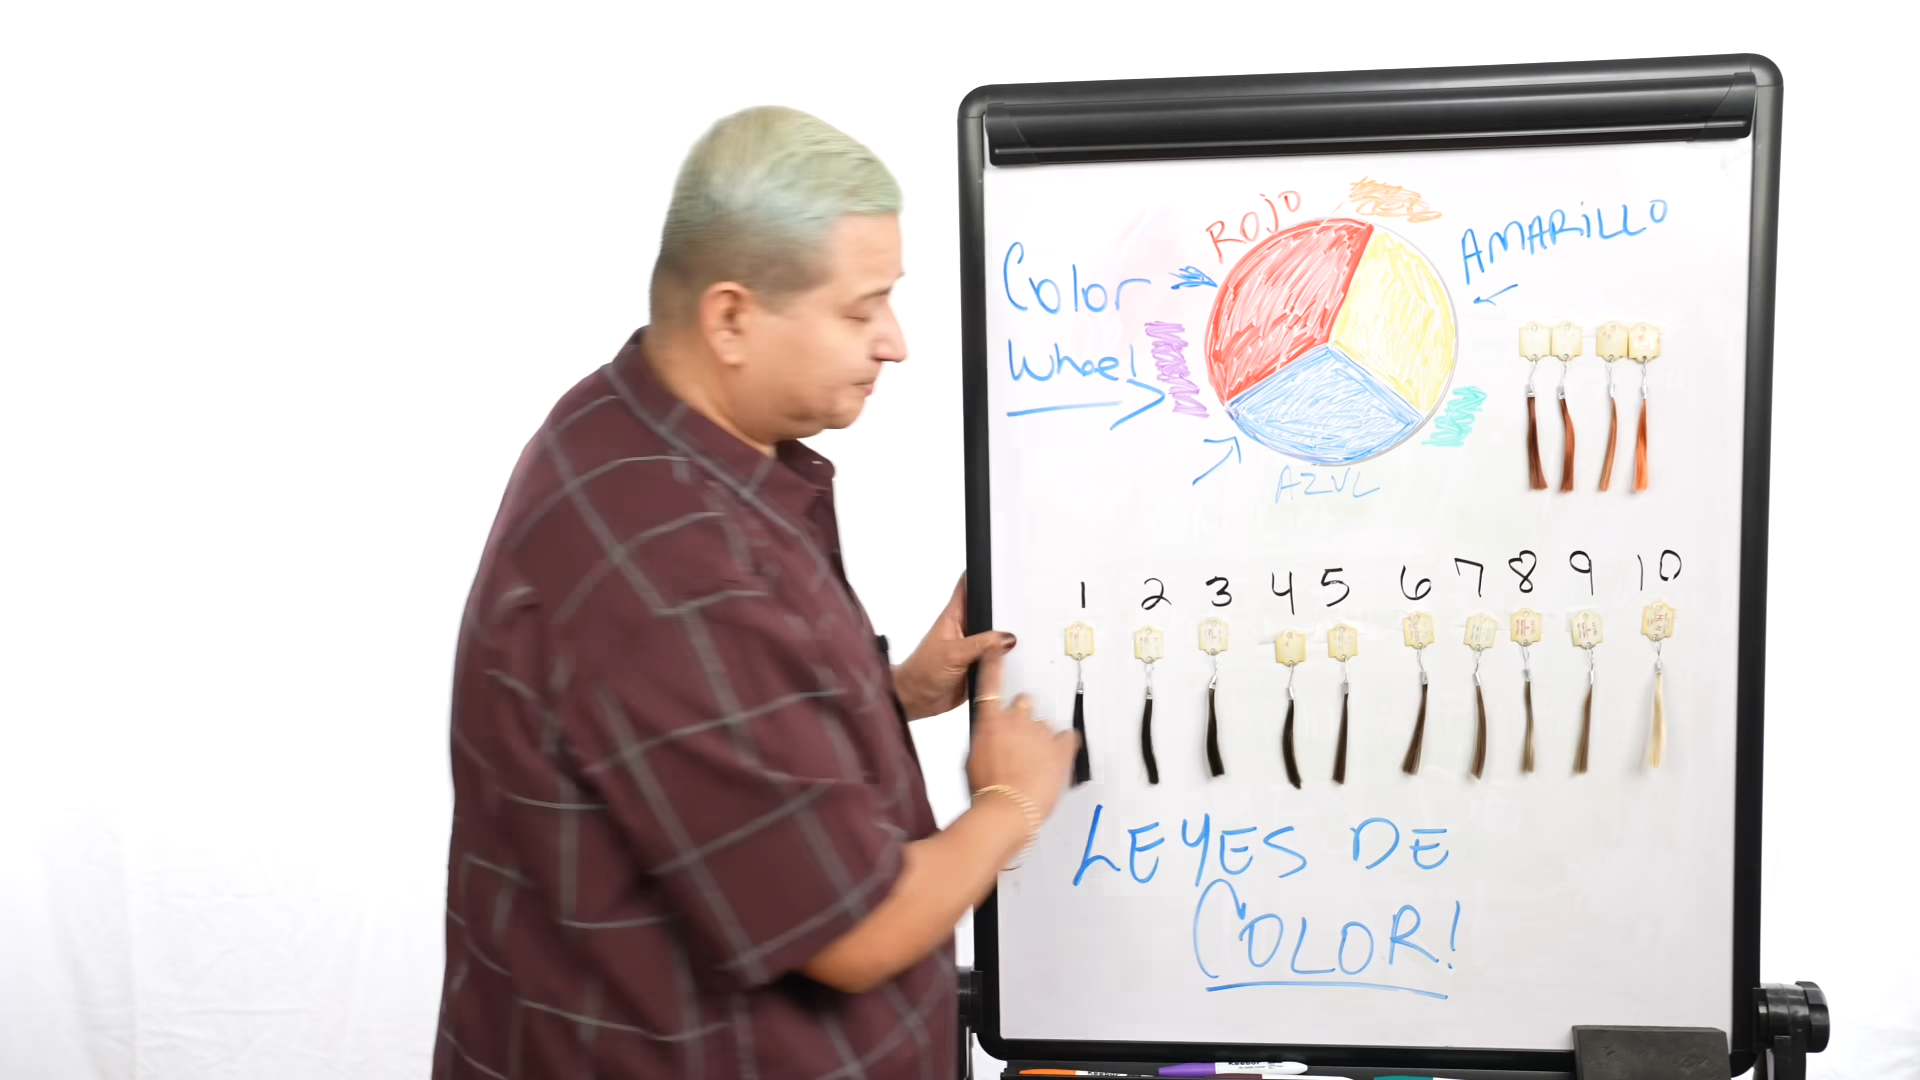 ROJO
AMARILLO
Color
Wheel
AZUL
1 2 3 4 5 6 7 8 9 10
LEYES DE
COLOR!